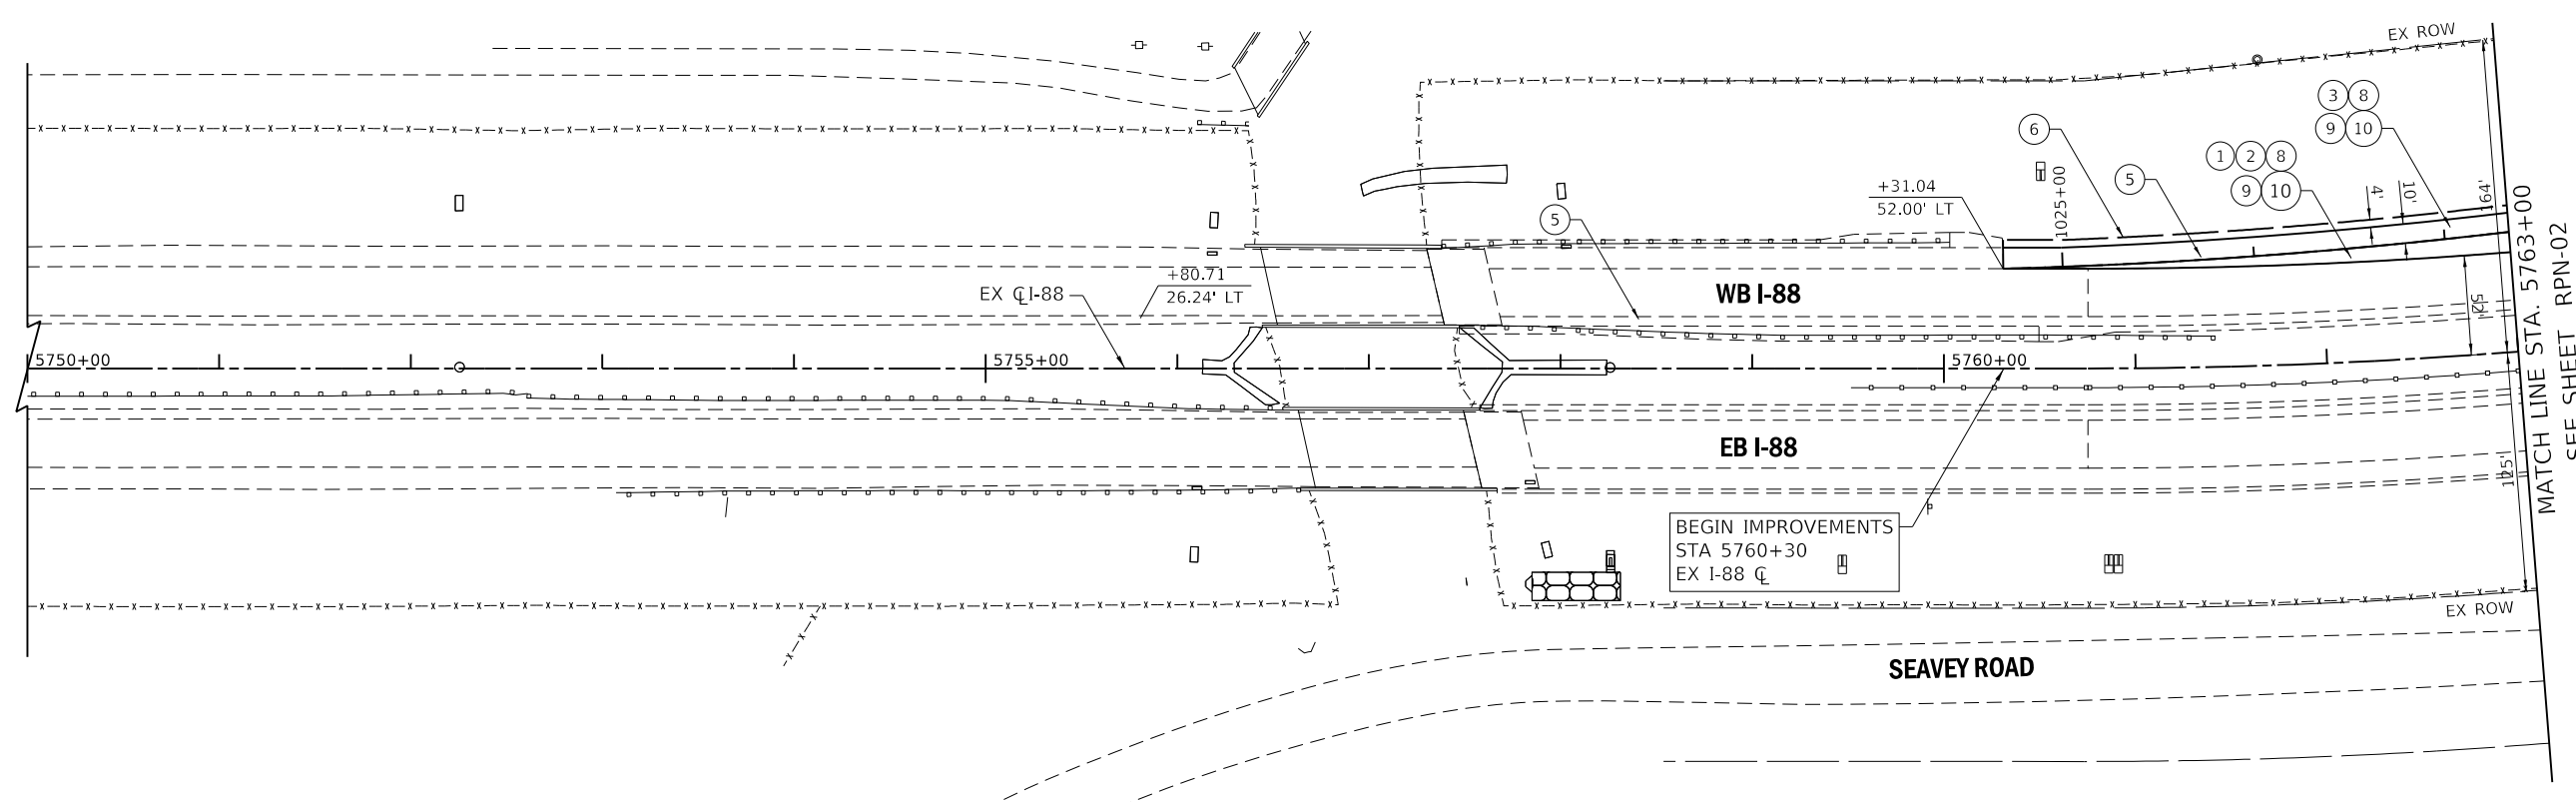 EX ROW
3 8
9 10
6
1 2 8
9 10
5
+31.04
52.00' LT
1025+00
4'
10'
164'
5
+80.71
26.24' LT
EX ℄ I-88
WB I-88
52'
5750+00
5755+00
5760+00
MATCH LINE STA. 5763+00
SEE SHEET RPN-02
EB I-88
125'
BEGIN IMPROVEMENTS
STA 5760+30
EX I-88 ℄
EX ROW
SEAVEY ROAD